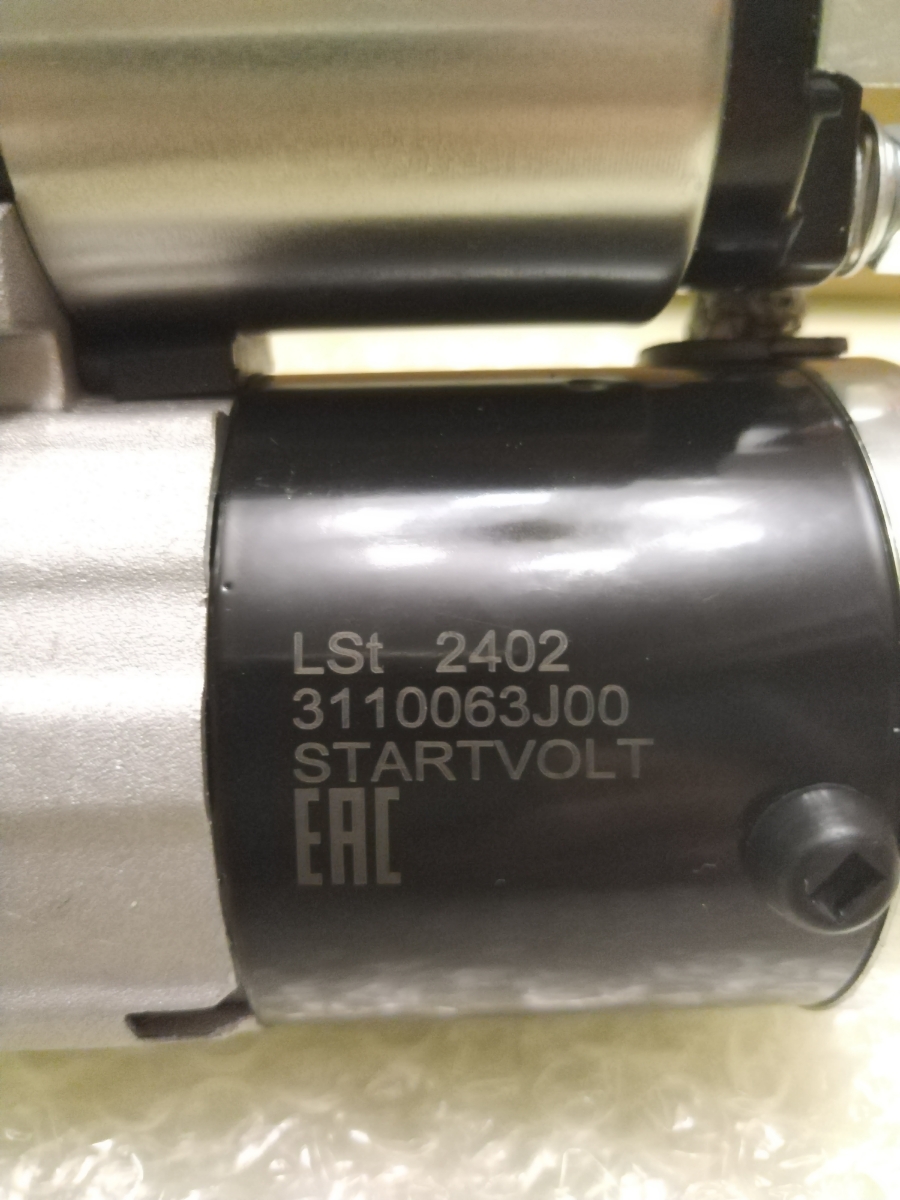 LSt 2402
3110063J00
STARTVOLT
EAC